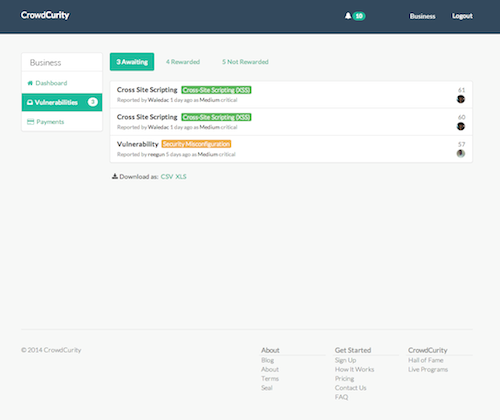 CrowdCurity 10 Business Logout
Business
Dashboard
Vulnerabilities 3
Payments
3 Awaiting 4 Rewarded 5 Not Rewarded
Cross Site Scripting Cross-Site Scripting (XSS) 61
Reported by Waledac 1 day ago as Medium critical
Cross Site Scripting Cross-Site Scripting (XSS) 60
Reported by Waledac 1 day ago as Medium critical
Vulnerability Security Misconfiguration 57
Reported by reegun 5 days ago as Medium critical
Download as: CSV XLS
© 2014 CrowdCurity
About
Blog
About
Terms
Seal
Get Started
Sign Up
How It Works
Pricing
Contact Us
FAQ
CrowdCurity
Hall of Fame
Live Programs